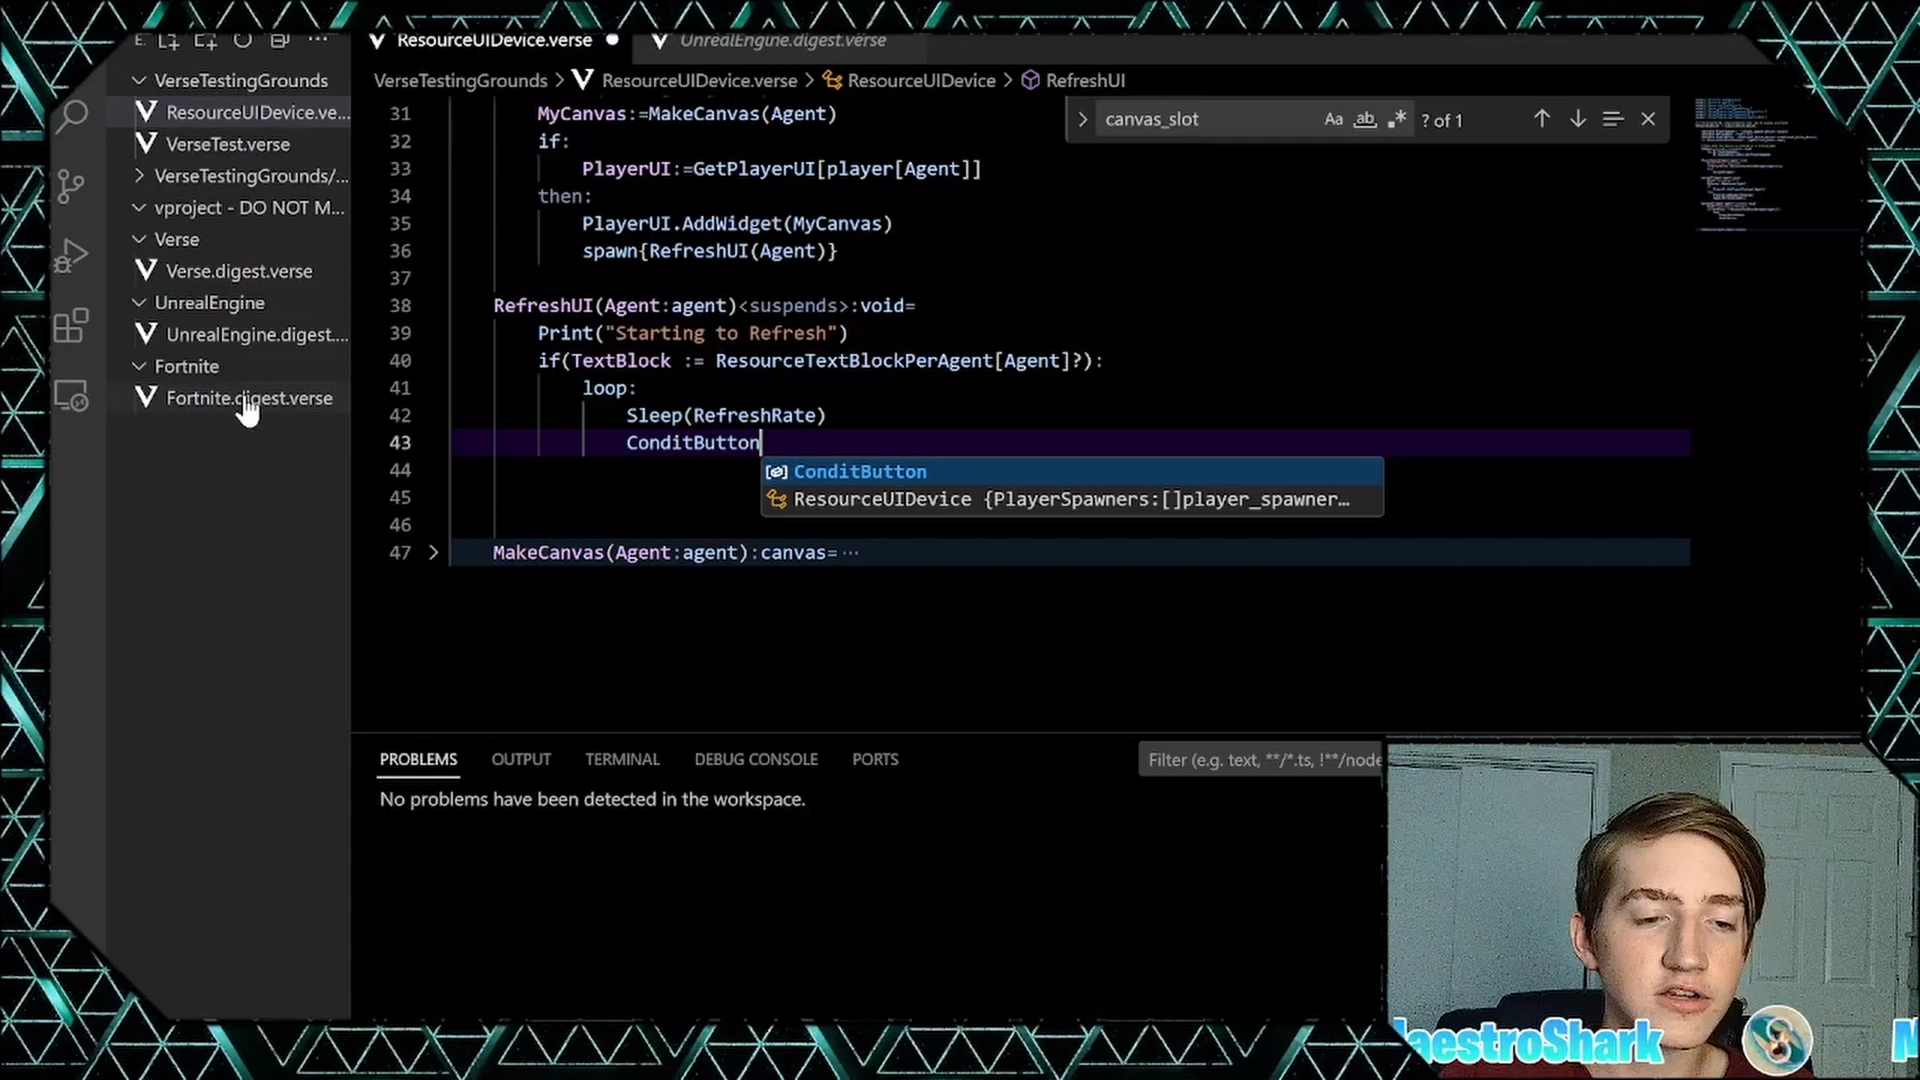 E
ResourceUIDevice.verse
UnrealEngine.digest.verse
VerseTestingGrounds
ResourceUIDevice.ve...
VerseTest.verse
VerseTestingGrounds/...
vproject - DO NOT M...
Verse
Verse.digest.verse
UnrealEngine
UnrealEngine.digest....
Fortnite
Fortnite.digest.verse
VerseTestingGrounds > ResourceUIDevice.verse > ResourceUIDevice > RefreshUI
canvas_slot Aa ab ? of 1
31 MyCanvas:=MakeCanvas(Agent)
32 if:
33 PlayerUI:=GetPlayerUI[player[Agent]]
34 then:
35 PlayerUI.AddWidget(MyCanvas)
36 spawn{RefreshUI(Agent)}
37
38 RefreshUI(Agent:agent)<suspends>:void=
39 Print("Starting to Refresh")
40 if(TextBlock := ResourceTextBlockPerAgent[Agent]?):
41 loop:
42 Sleep(RefreshRate)
43 ConditButton
ConditButton
ResourceUIDevice {PlayerSpawners:[]player_spawner…
44
45
46
47 MakeCanvas(Agent:agent):canvas= ...
PROBLEMS OUTPUT TERMINAL DEBUG CONSOLE PORTS
Filter (e.g. text, **/*.ts, !**/node
No problems have been detected in the workspace.
aestroShark